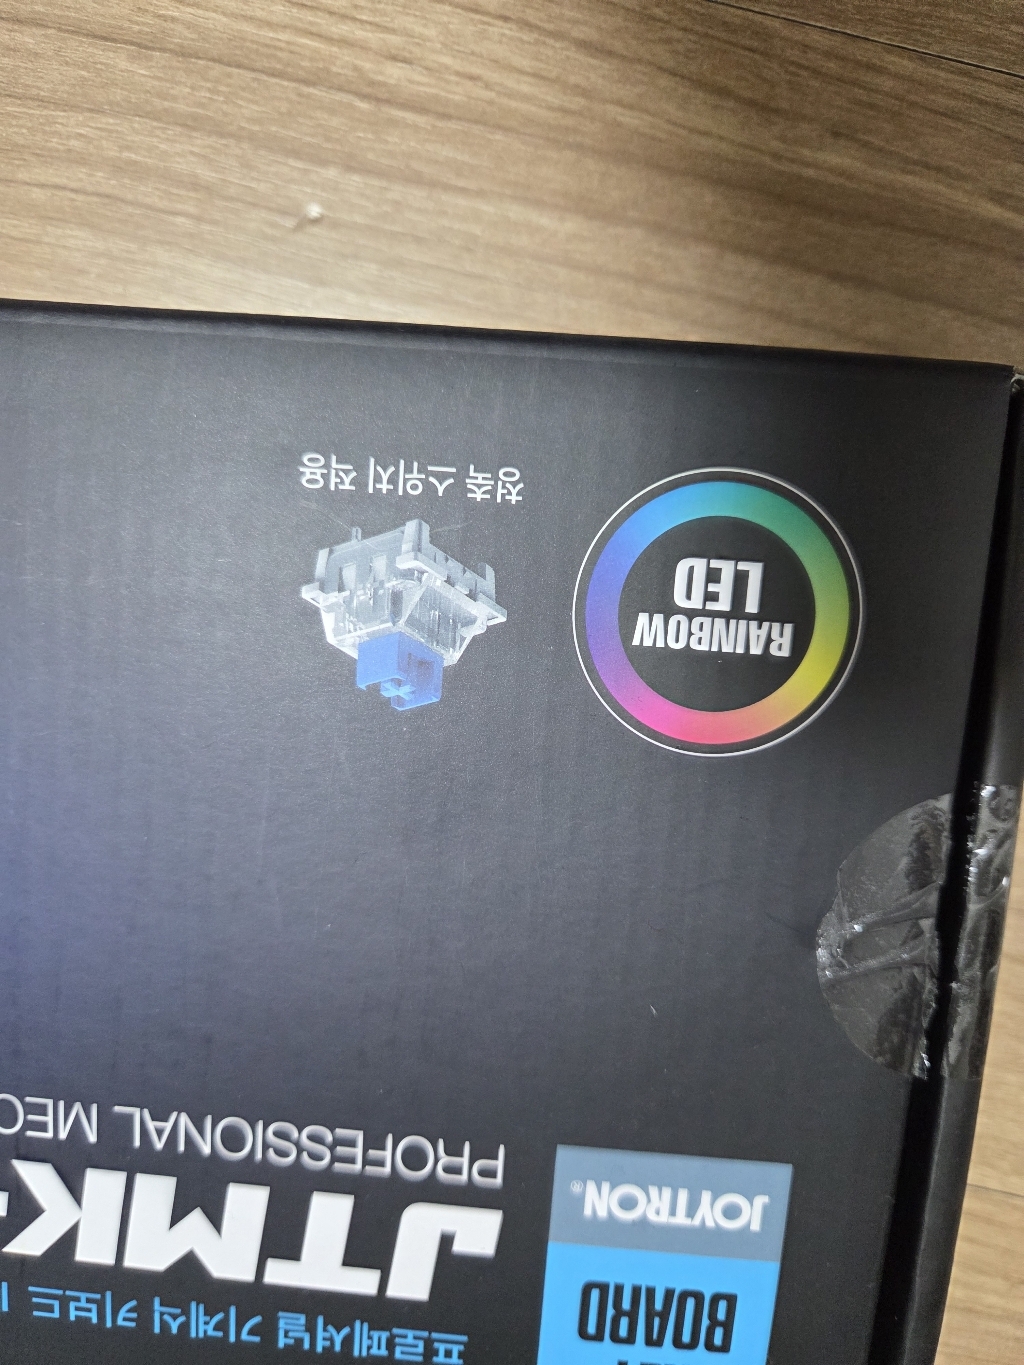 BOARD
JOYTRON®
프로페셔널 기계식 키보드
JTMK-
PROFESSIONAL MEC
RAINBOW
LED
청축 스위치 적용